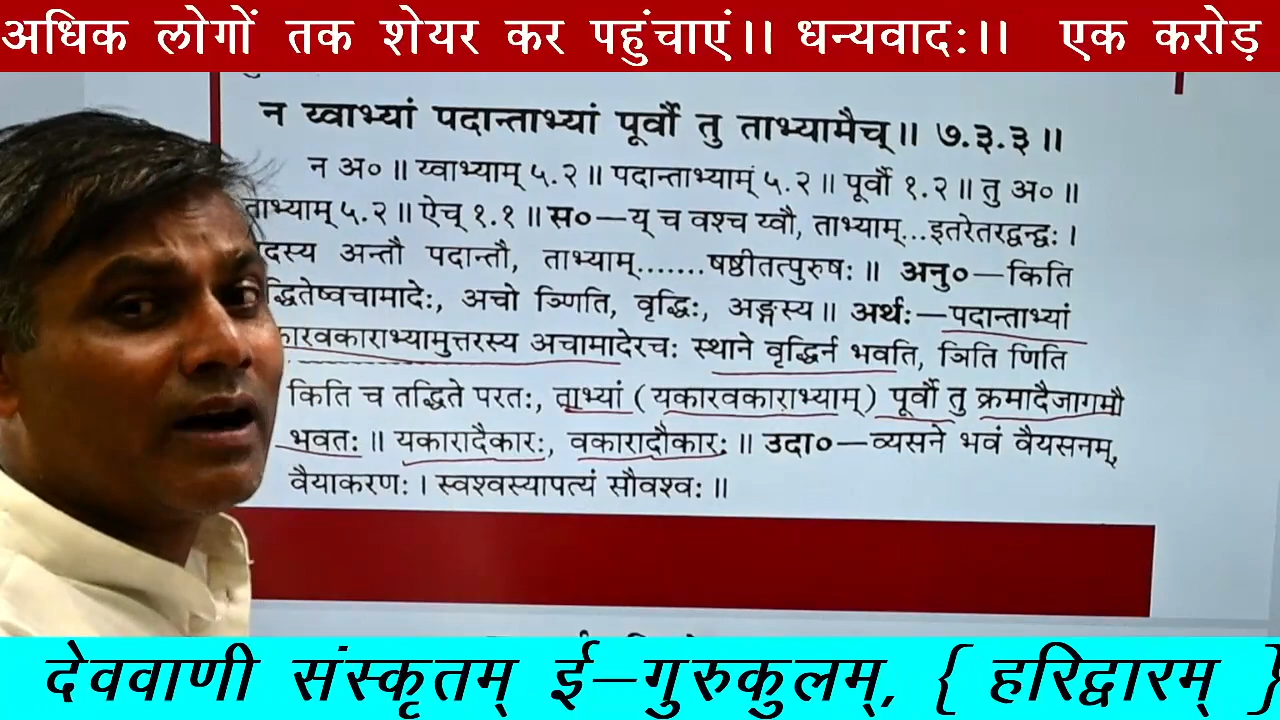 अधिक लोगों तक शेयर कर पहुंचाएं।। धन्यवादः।। एक करोड़
न य्वाभ्यां पदान्ताभ्यां पूर्वौ तु ताभ्यामैच्॥ ७.३.३॥
न अ०॥ य्वाभ्याम् ५.२॥ पदान्ताभ्याम् ५.२॥ पूर्वौ १.२॥ तु अ०॥
ताभ्याम् ५.२॥ ऐच् १.१॥ स०—य् च वश्च य्वौ, ताभ्याम्...इतरेतरद्वन्द्वः।
दस्य अन्तौ पदान्तौ, ताभ्याम्.......षष्ठीतत्पुरुषः॥ अनु०—किति
द्धितेष्वचामादेः, अचो ञ्णिति, वृद्धिः, अङ्गस्य॥ अर्थः—पदान्ताभ्यां
कारवकाराभ्यामुत्तरस्य अचामादेरचः स्थाने वृद्धिर्न भवति, ञिति णिति
किति च तद्धिते परतः, ताभ्यां (यकारवकाराभ्याम्) पूर्वौ तु क्रमादैजागमौ
भवतः॥ यकारादैकारः, वकारादौकारः॥ उदा०—व्यसने भवं वैयसनम्,
वैयाकरणः। स्वश्वस्यापत्यं सौवश्वः॥
देववाणी संस्कृतम् ई-गुरुकुलम्, { हरिद्वारम् }